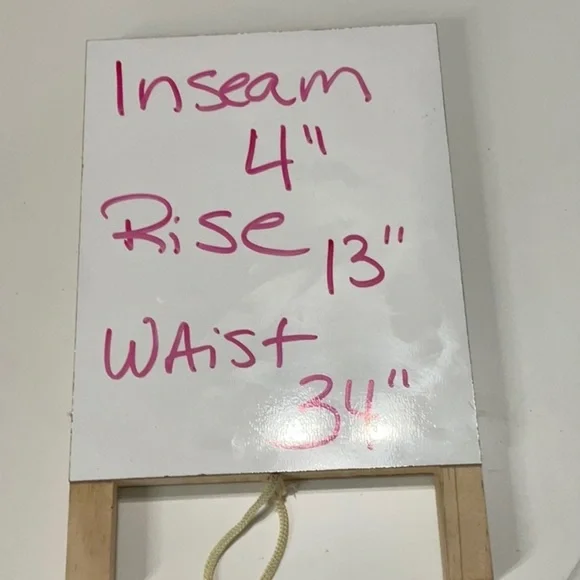 Inseam
4"
Rise
13"
WAist
34"